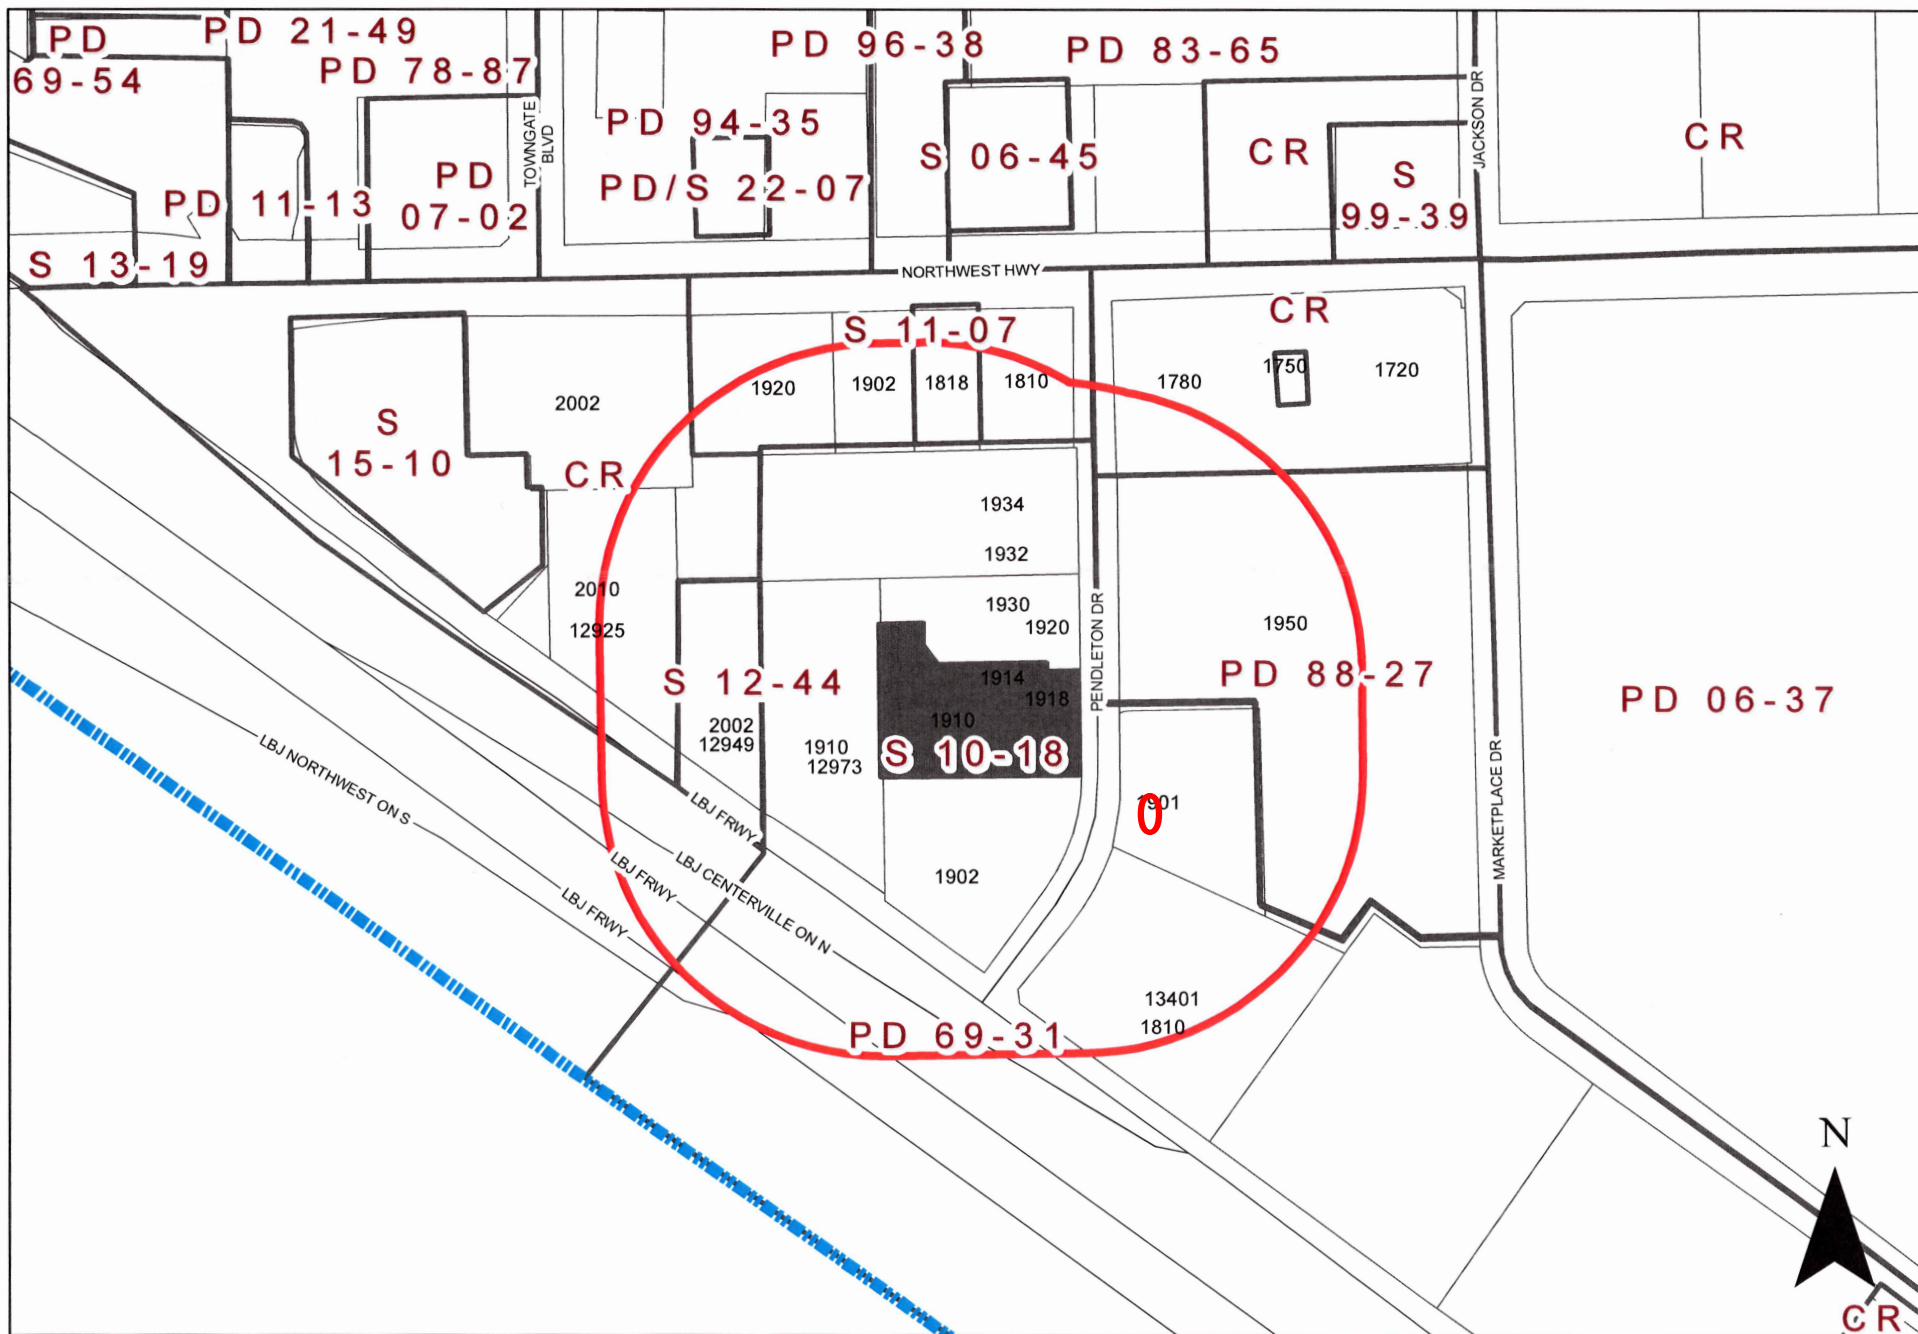 PD
69-54
PD 21-49
PD 78-87
TOWNGATE
BLVD
PD 96-38
PD 83-65
JACKSON DR
PD 94-35
S 06-45
CR
S
99-39
CR
PD 11-13
PD
07-02
PD/S 22-07
S 13-19
NORTHWEST HWY
S 11-07
CR
1920
1902
1818
1810
1780
1750
1720
2002
S
15-10
CR
1934
1932
2010
12925
1930
1920
PENDLETON DR
1950
S 12-44
1914
1918
PD 88-27
PD 06-37
1910
2002
12949
1910
12973
S 10-18
MARKETPLACE DR
LBJ NORTHWEST ON S
LBJ FRWY
1901
0
LBJ FRWY
LBJ CENTERVILLE ON N
LBJ FRWY
1902
13401
1810
PD 69-31
N
CR